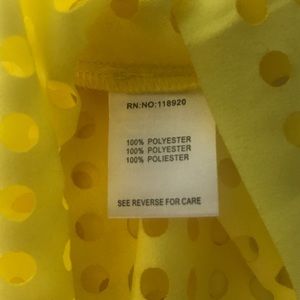 RN:NO:118920
100% POLYESTER
100% POLYESTER
100% POLIESTER
SEE REVERSE FOR CARE